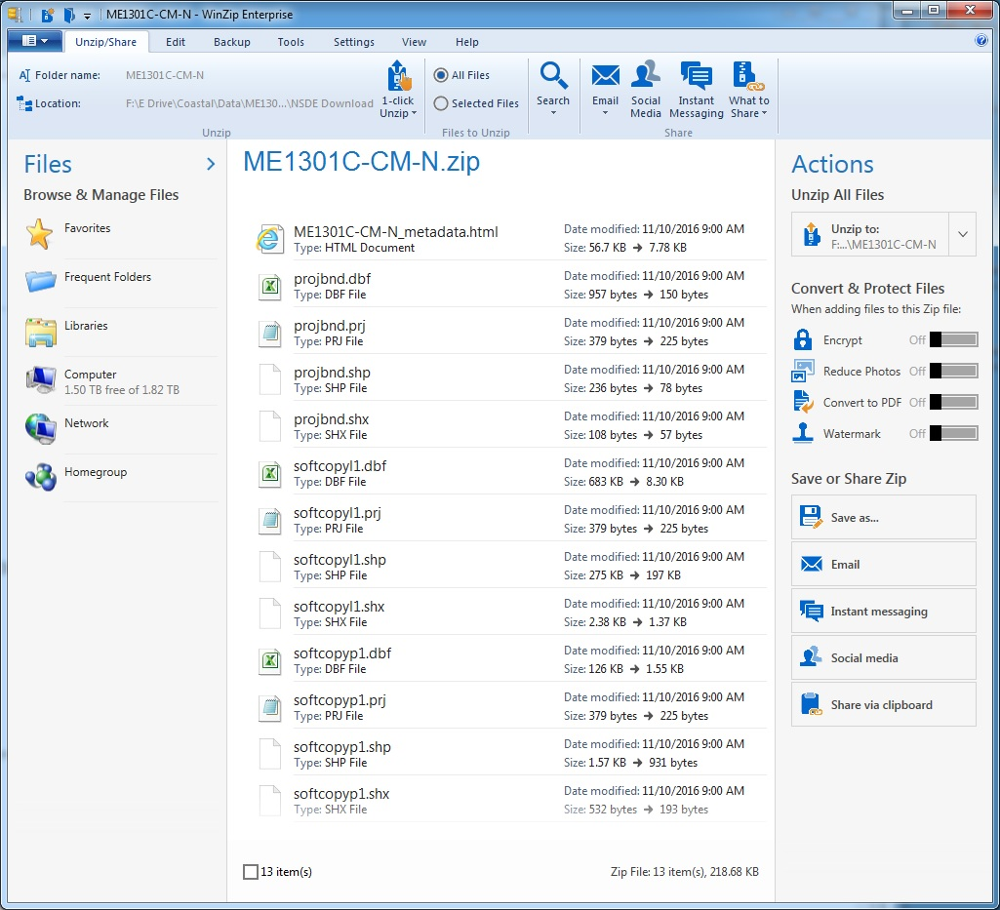 ME1301C-CM-N - WinZip Enterprise
Unzip/Share Edit Backup Tools Settings View Help
Folder name: ME1301C-CM-N
Location: F:\E Drive\Coastal\Data\ME130...\NSDE Download
1-click
Unzip
Unzip
All Files
Selected Files
Files to Unzip
Search
Email
Social
Media
Instant
Messaging
What to
Share
Share
Files
Browse & Manage Files
Favorites
Frequent Folders
Libraries
Computer
1.50 TB free of 1.82 TB
Network
Homegroup
ME1301C-CM-N.zip
ME1301C-CM-N_metadata.html Date modified: 11/10/2016 9:00 AM
Type: HTML Document Size: 56.7 KB → 7.78 KB
projbnd.dbf Date modified: 11/10/2016 9:00 AM
Type: DBF File Size: 957 bytes → 150 bytes
projbnd.prj Date modified: 11/10/2016 9:00 AM
Type: PRJ File Size: 379 bytes → 225 bytes
projbnd.shp Date modified: 11/10/2016 9:00 AM
Type: SHP File Size: 236 bytes → 78 bytes
projbnd.shx Date modified: 11/10/2016 9:00 AM
Type: SHX File Size: 108 bytes → 57 bytes
softcopyl1.dbf Date modified: 11/10/2016 9:00 AM
Type: DBF File Size: 683 KB → 8.30 KB
softcopyl1.prj Date modified: 11/10/2016 9:00 AM
Type: PRJ File Size: 379 bytes → 225 bytes
softcopyl1.shp Date modified: 11/10/2016 9:00 AM
Type: SHP File Size: 275 KB → 197 KB
softcopyl1.shx Date modified: 11/10/2016 9:00 AM
Type: SHX File Size: 2.38 KB → 1.37 KB
softcopyp1.dbf Date modified: 11/10/2016 9:00 AM
Type: DBF File Size: 126 KB → 1.55 KB
softcopyp1.prj Date modified: 11/10/2016 9:00 AM
Type: PRJ File Size: 379 bytes → 225 bytes
softcopyp1.shp Date modified: 11/10/2016 9:00 AM
Type: SHP File Size: 1.57 KB → 931 bytes
softcopyp1.shx Date modified: 11/10/2016 9:00 AM
Type: SHX File Size: 532 bytes → 193 bytes
13 item(s) Zip File: 13 item(s), 218.68 KB
Actions
Unzip All Files
Unzip to:
F:...\ME1301C-CM-N
Convert & Protect Files
When adding files to this Zip file:
Encrypt Off
Reduce Photos Off
Convert to PDF Off
Watermark Off
Save or Share Zip
Save as...
Email
Instant messaging
Social media
Share via clipboard